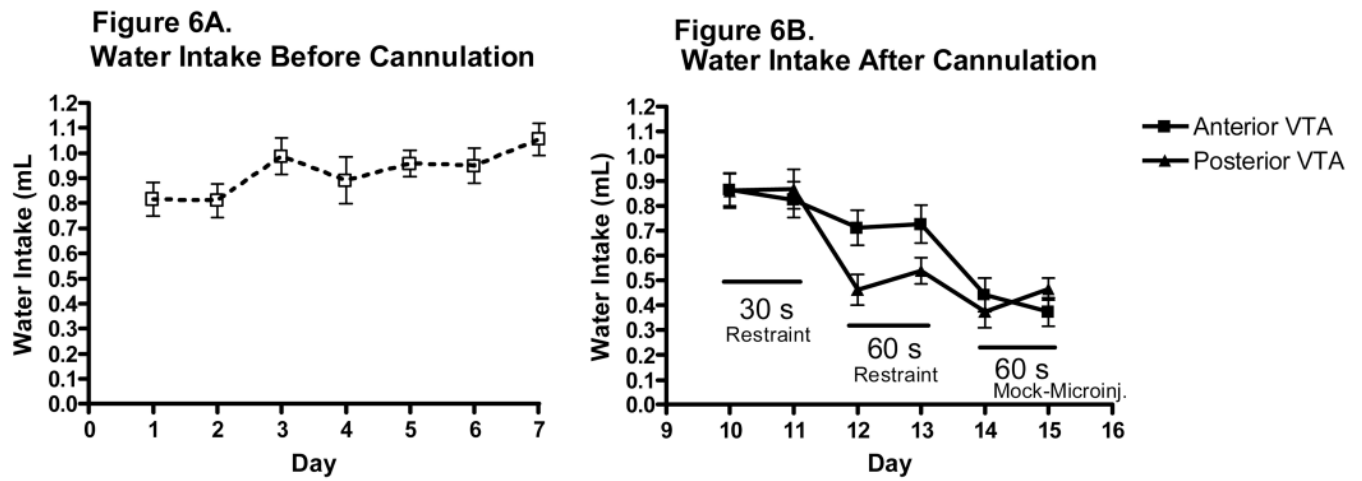 Figure 6A.
Water Intake Before Cannulation
Water Intake (mL
1.2
1.1
1.0
0.9
0.8
0.7
0.6
0.5
0.4
0.3
0.2
0.1
0.0
0 1 2 3 4 5 6 7
Day
Figure 6B.
Water Intake After Cannulation
Water Intake (mL)
1.2
1.1
1.0
0.9
0.8
0.7
0.6
0.5
0.4
0.3
0.2
0.1
0.0
30 s
Restraint
60 s
Restraint
60 s
Mock-Microinj.
9 10 11 12 13 14 15 16
Day
Anterior VTA
Posterior VTA